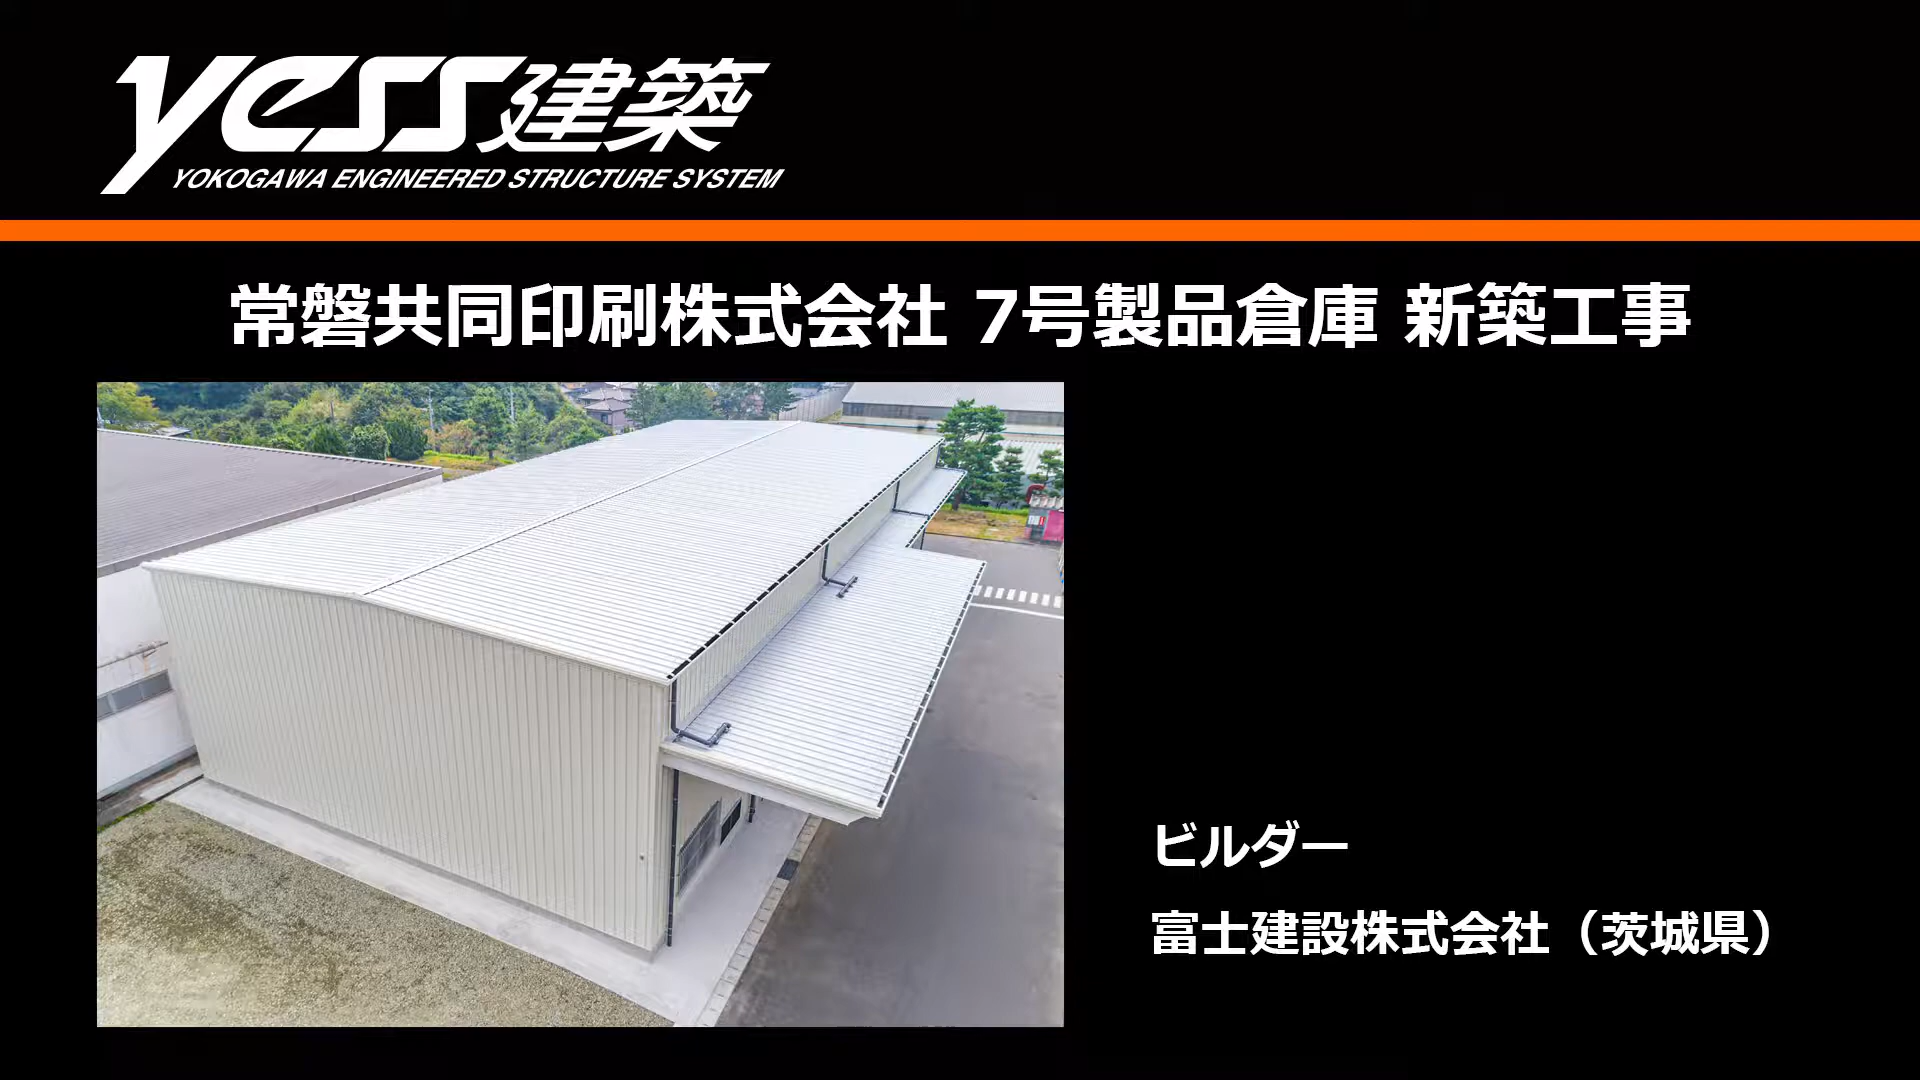 yess建築
YOKOGAWA ENGINEERED STRUCTURE SYSTEM
常磐共同印刷株式会社 7号製品倉庫 新築工事
ビルダー
富士建設株式会社（茨城県）